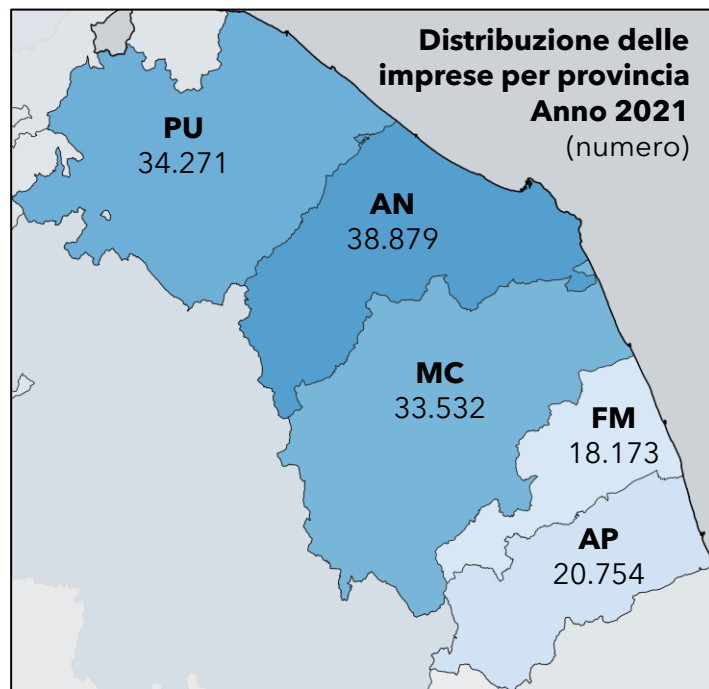 Distribuzione delle
imprese per provincia
Anno 2021
(numero)
PU
34.271
AN
38.879
MC
33.532
FM
18.173
AP
20.754